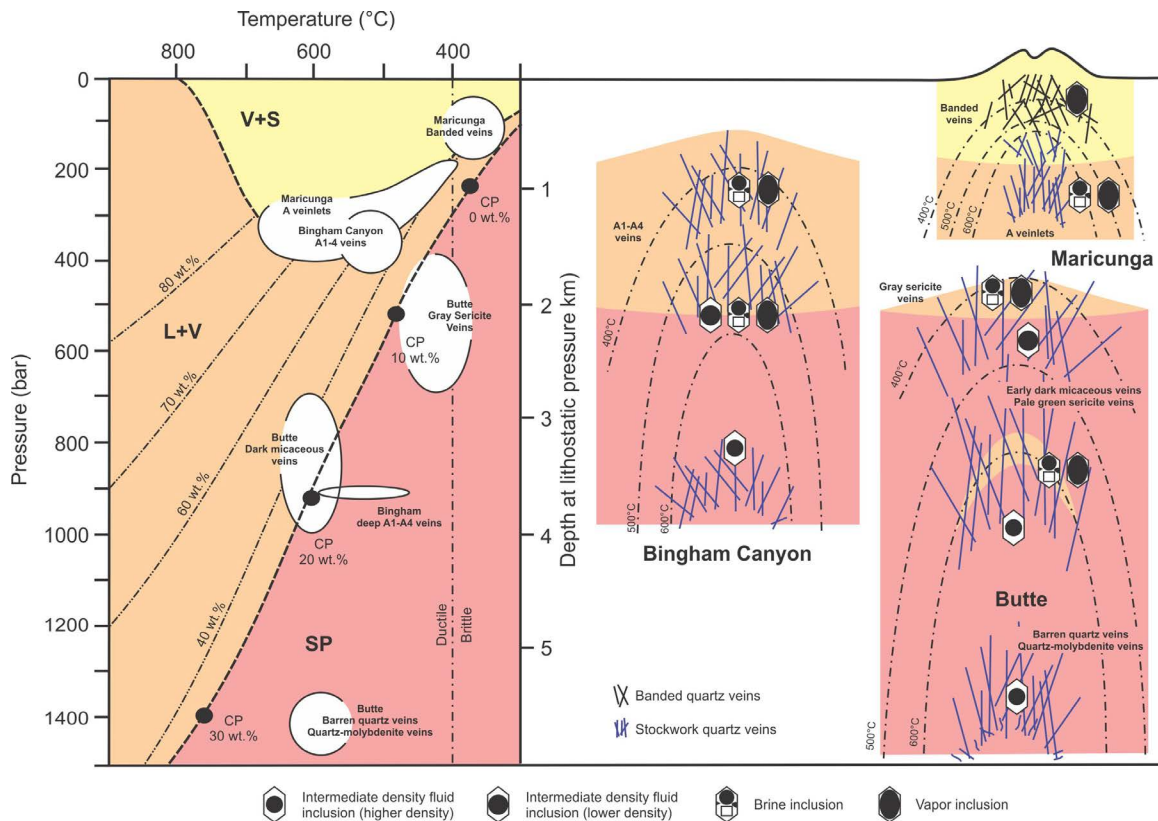 Temperature (°C)
800
600
400
Pressure (bar)
0
200
400
600
800
1000
1200
1400
V+S
Maricunga
Banded veins
Maricunga
A veinlets
Bingham Canyon
A1-4 veins
CP
0 wt.%
80 wt.%
L+V
70 wt.%
60 wt.%
40 wt.%
CP
10 wt.%
Butte
Gray Sericite
Veins
Butte
Dark micaceous
veins
Bingham
deep A1-A4 veins
CP
20 wt.%
SP
Ductile
Brittle
Butte
Barren quartz veins
Quartz-molybdenite veins
CP
30 wt.%
Depth at lithostatic pressure km)
1
2
3
4
5
A1-A4
veins
400°C
500°C
600°C
Bingham Canyon
Banded
veins
400°C
500°C
600°C
A veinlets
Maricunga
Gray sericite
veins
400°C
Early dark micaceous veins
Pale green sericite veins
Butte
Barren quartz veins
Quartz-molybdenite veins
500°C
600°C
Banded quartz veins
Stockwork quartz veins
Intermediate density fluid
inclusion (higher density)
Intermediate density fluid
inclusion (lower density)
Brine inclusion
Vapor inclusion